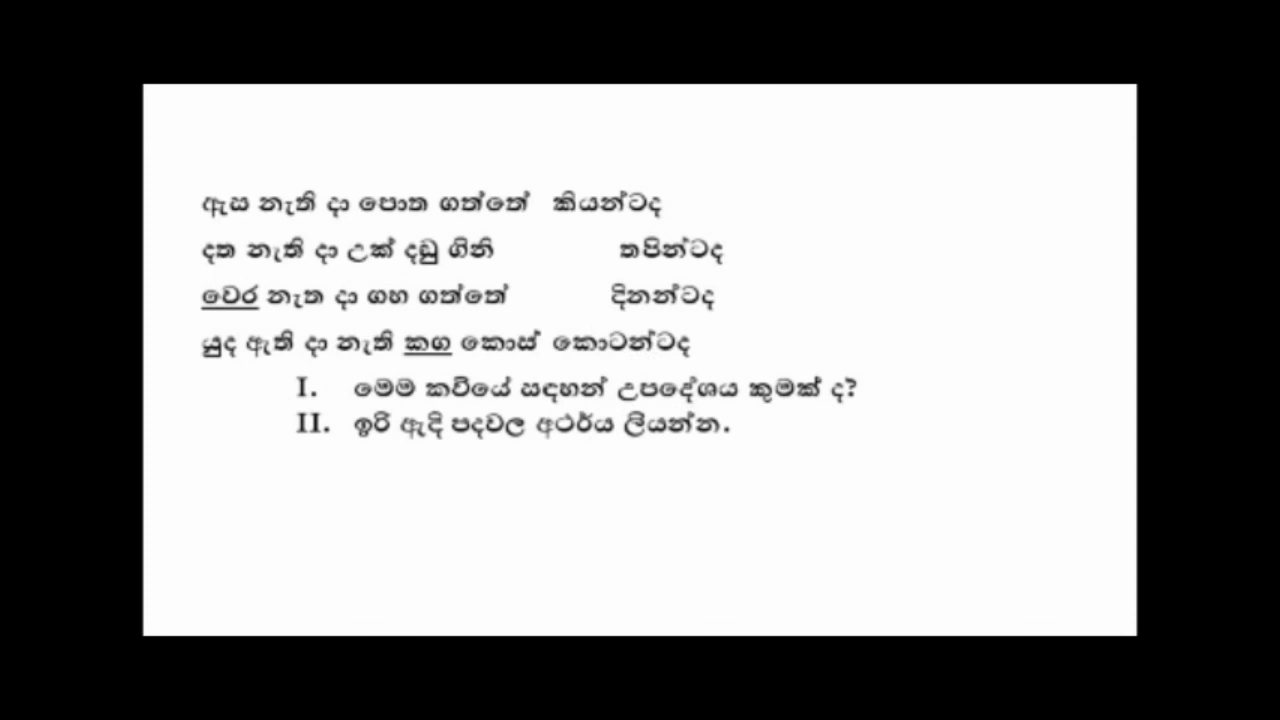 ඇස නැති දා පොත ගත්තේ කියන්ටද
දත නැති දා උක් දඬු ගිනි තපින්ටද
වෙර නැත දා ගහ ගත්තේ දිනන්ටද
යුද ඇති දා නැති කග කොස් කොටන්ටද
I. මෙම කවියේ සඳහන් උපදේශය කුමක් ද?
II. ඉරි ඇදි පදවල අර්ථය ලියන්න.